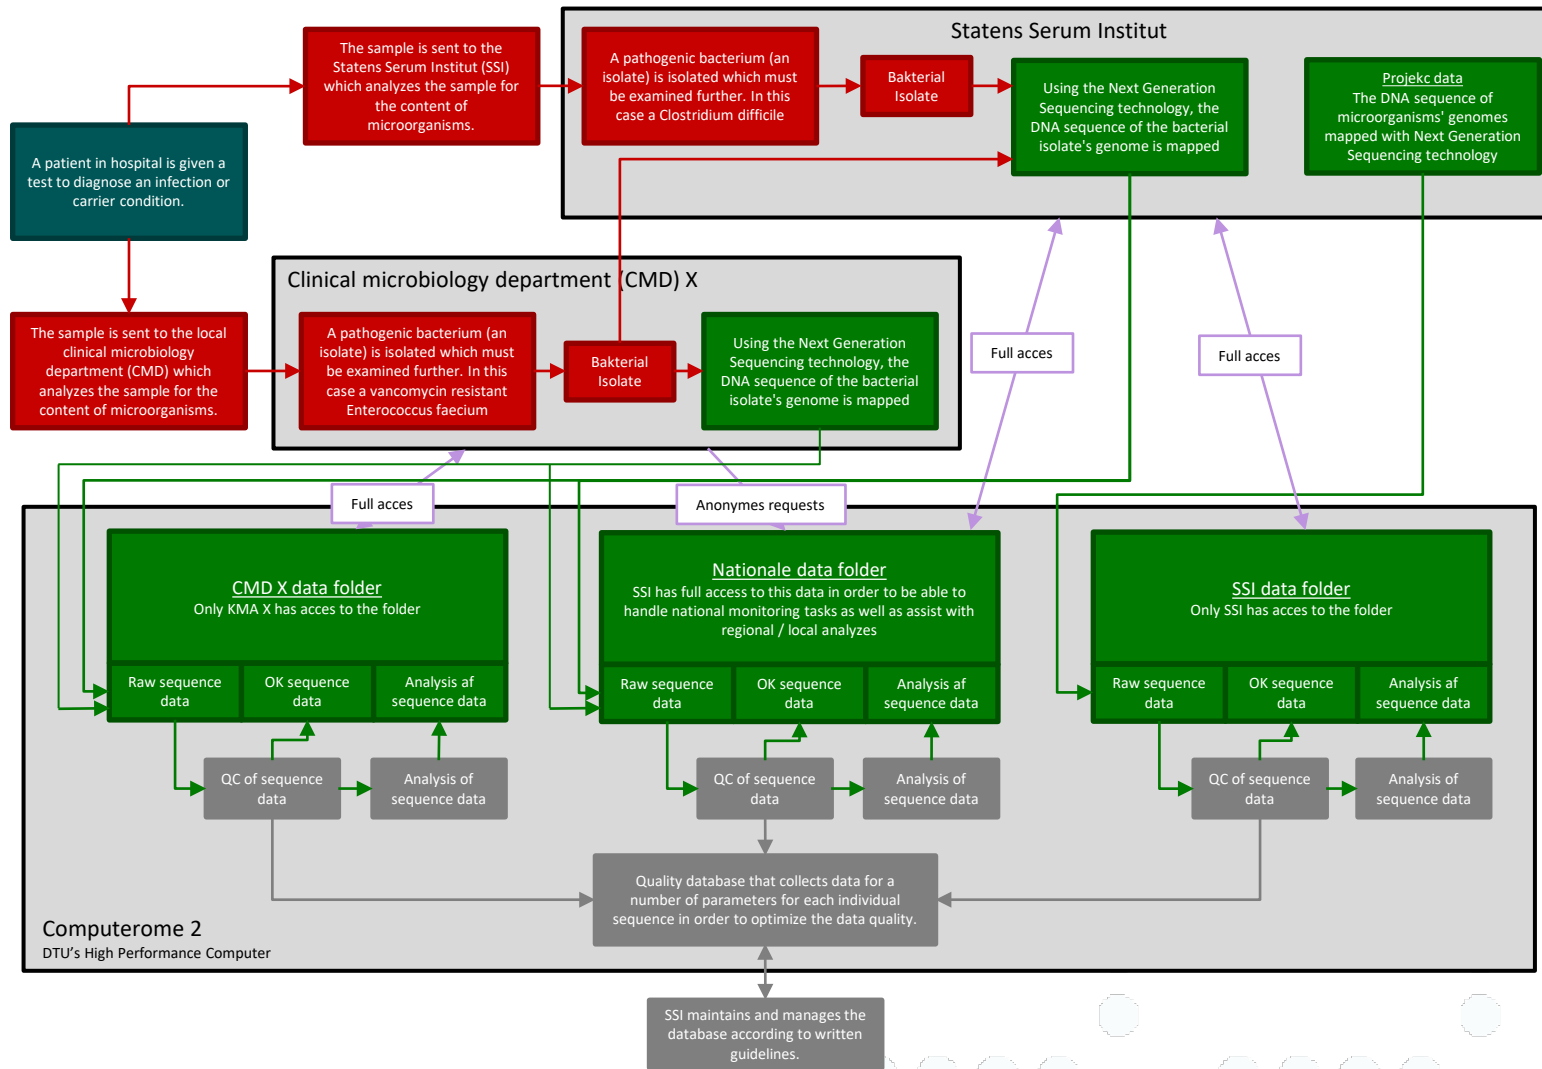 Statens Serum Institut
The sample is sent to the
Statens Serum Institut (SSI)
which analyzes the sample for
the content of
microorganisms.
A pathogenic bacterium (an
isolate) is isolated which must
be examined further. In this
case a Clostridium difficile
Bakterial
Isolate
Using the Next Generation
Sequencing technology, the
DNA sequence of the bacterial
isolate's genome is mapped
Projekc data
The DNA sequence of
microorganisms' genomes
mapped with Next Generation
Sequencing technology
A patient in hospital is given a
test to diagnose an infection or
carrier condition.
Clinical microbiology department (CMD) X
The sample is sent to the local
clinical microbiology
department (CMD) which
analyzes the sample for the
content of microorganisms.
A pathogenic bacterium (an
isolate) is isolated which must
be examined further. In this
case a vancomycin resistant
Enterococcus faecium
Bakterial
Isolate
Using the Next Generation
Sequencing technology, the
DNA sequence of the bacterial
isolate's genome is mapped
Full acces
Full acces
Full acces
Anonymes requests
CMD X data folder
Only KMA X has acces to the folder
Raw sequence
data
OK sequence
data
Analysis af
sequence data
QC of sequence
data
Analysis of
sequence data
Nationale data folder
SSI has full access to this data in order to be able to
handle national monitoring tasks as well as assist with
regional / local analyzes
Raw sequence
data
OK sequence
data
Analysis af
sequence data
QC of sequence
data
Analysis of
sequence data
SSI data folder
Only SSI has acces to the folder
Raw sequence
data
OK sequence
data
Analysis af
sequence data
QC of sequence
data
Analysis of
sequence data
Quality database that collects data for a
number of parameters for each individual
sequence in order to optimize the data quality.
Computerome 2
DTU's High Performance Computer
SSI maintains and manages the
database according to written
guidelines.